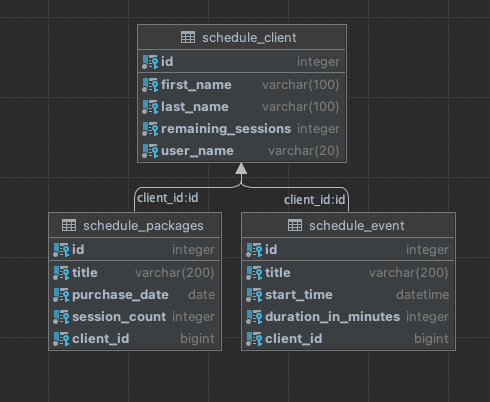 schedule_client
id integer
first_name varchar(100)
last_name varchar(100)
remaining_sessions integer
user_name varchar(20)
client_id:id
client_id:id
schedule_packages
id integer
title varchar(200)
purchase_date date
session_count integer
client_id bigint
schedule_event
id integer
title varchar(200)
start_time datetime
duration_in_minutes integer
client_id bigint